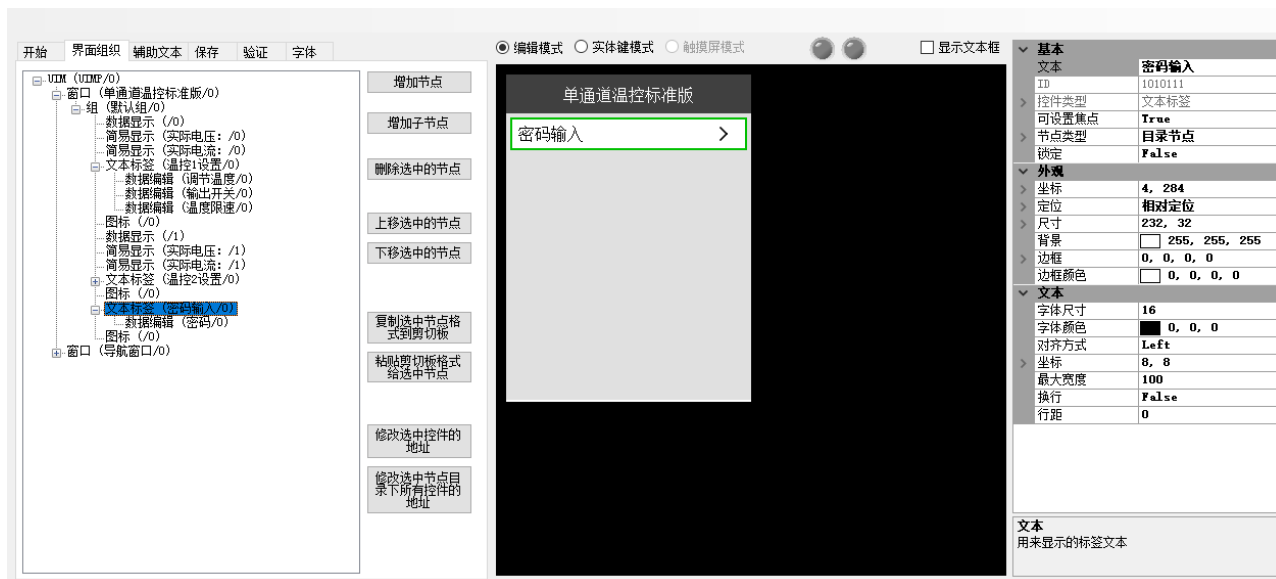 开始 界面组织 辅助文本 保存 验证 字体
UIM (UIMP/0)
窗口 (单通道温控标准版/0)
组 (默认组/0)
数据显示 (/0)
简易显示 (实际电压: /0)
简易显示 (实际电流: /0)
文本标签 (温控1设置/0)
数据编辑 (调节温度/0)
数据编辑 (输出开关/0)
数据编辑 (温度限速/0)
图标 (/0)
数据显示 (/1)
简易显示 (实际电压: /1)
简易显示 (实际电流: /1)
文本标签 (温控2设置/0)
图标 (/0)
文本标签 (密码输入/0)
数据编辑 (密码/0)
图标 (/0)
窗口 (导航窗口/0)
增加节点
增加子节点
删除选中的节点
上移选中的节点
下移选中的节点
复制选中节点格
式到剪切板
粘贴剪切板格式
给选中节点
修改选中控件的
地址
修改选中节点目
录下所有控件的
地址
编辑模式 实体键模式 触摸屏模式 显示文本框
单通道温控标准版
密码输入
基本
文本 密码输入
ID 1010111
控件类型 文本标签
可设置焦点 True
节点类型 目录节点
锁定 False
外观
坐标 4, 284
定位 相对定位
尺寸 232, 32
背景 255, 255, 255
边框 0, 0, 0, 0
边框颜色 0, 0, 0, 0
文本
字体尺寸 16
字体颜色 0, 0, 0
对齐方式 Left
坐标 8, 8
最大宽度 100
换行 False
行距 0
文本
用来显示的标签文本